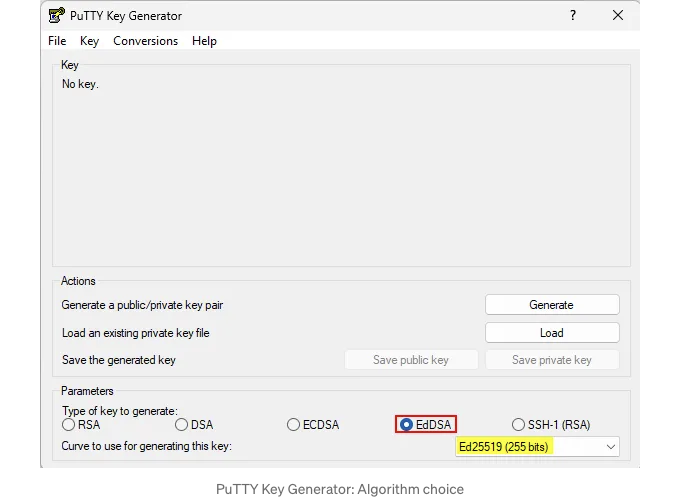 PuTTY Key Generator ?
File Key Conversions Help
Key
No key.
Actions
Generate a public/private key pair Generate
Load an existing private key file Load
Save the generated key Save public key Save private key
Parameters
Type of key to generate:
RSA DSA ECDSA EdDSA SSH-1 (RSA)
Curve to use for generating this key: Ed25519 (255 bits)
PuTTY Key Generator: Algorithm choice